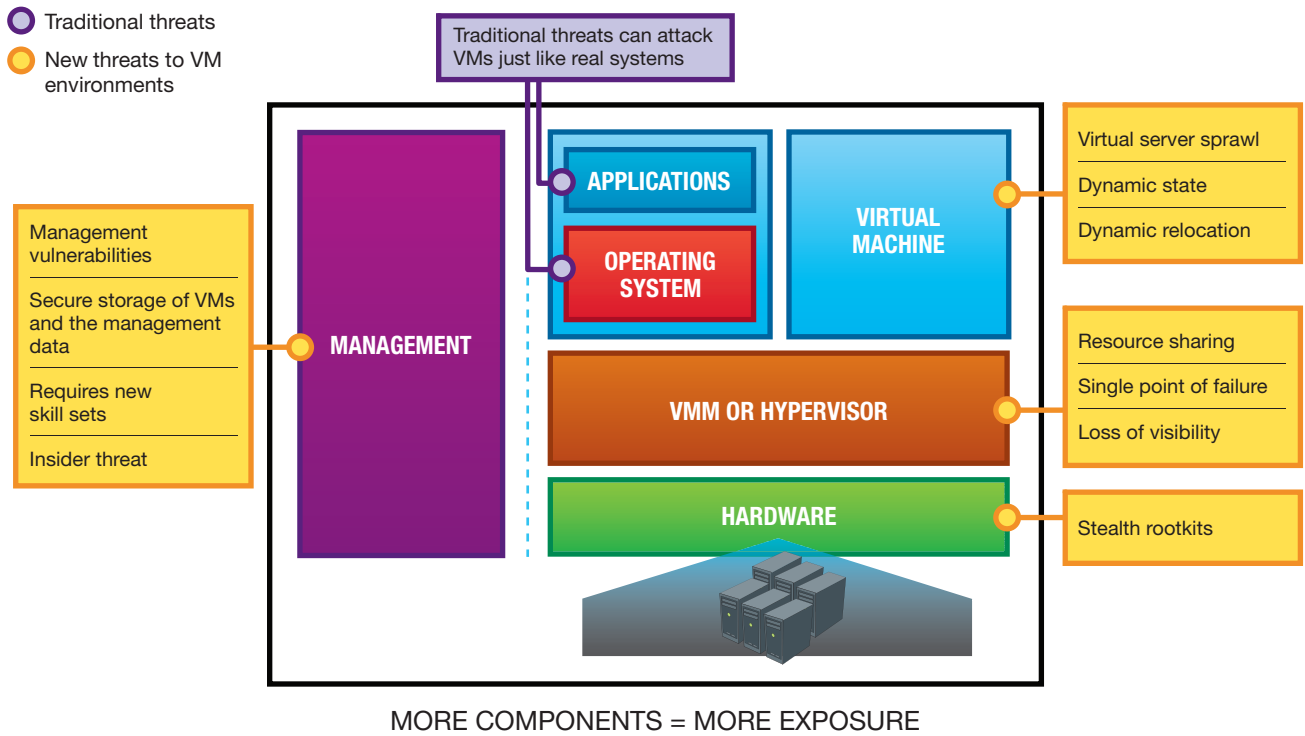 Traditional threats
New threats to VM
environments
Traditional threats can attack
VMs just like real systems
Management
vulnerabilities
Secure storage of VMs
and the management
data
Requires new
skill sets
Insider threat
MANAGEMENT
APPLICATIONS
OPERATING
SYSTEM
VIRTUAL
MACHINE
VMM OR HYPERVISOR
HARDWARE
Virtual server sprawl
Dynamic state
Dynamic relocation
Resource sharing
Single point of failure
Loss of visibility
Stealth rootkits
MORE COMPONENTS = MORE EXPOSURE